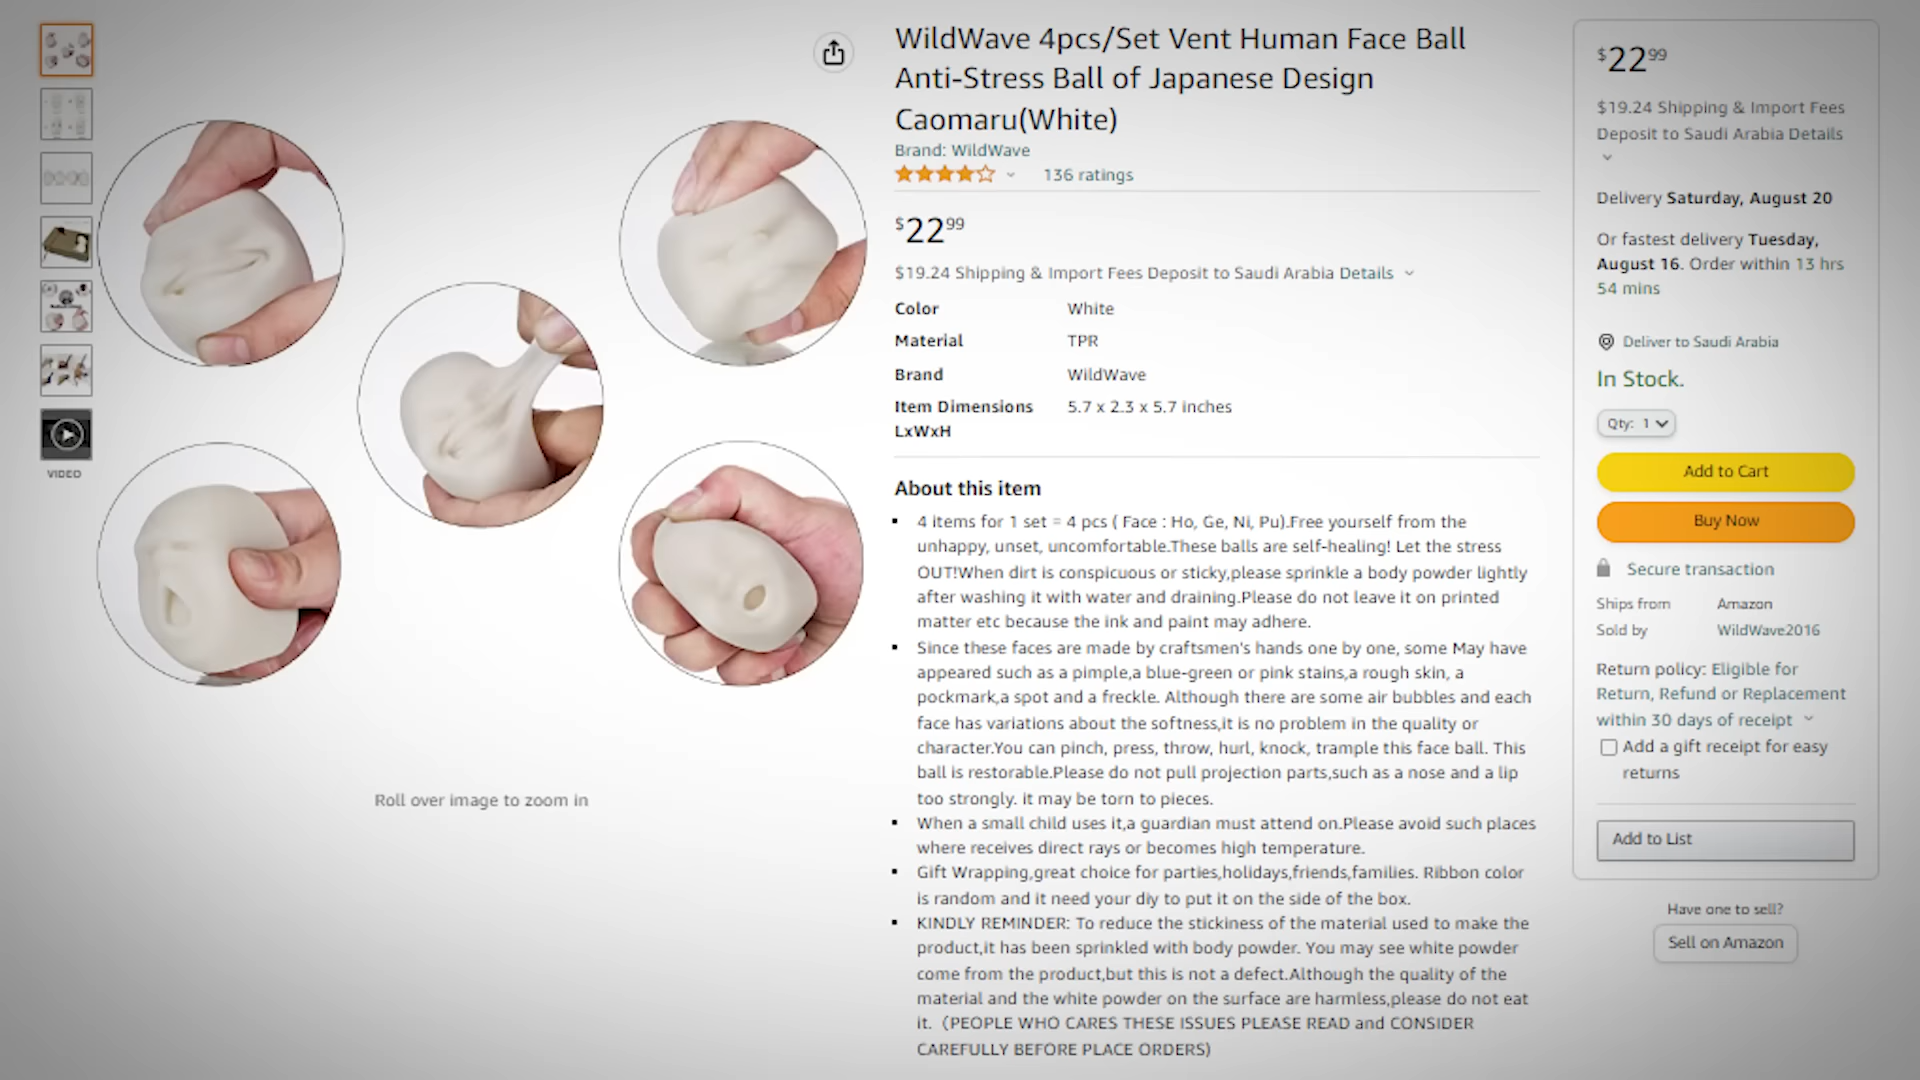 VIDEO
Roll over image to zoom in
WildWave 4pcs/Set Vent Human Face Ball
Anti-Stress Ball of Japanese Design
Caomaru(White)
Brand: WildWave
136 ratings
$22 99
$19.24 Shipping & Import Fees Deposit to Saudi Arabia Details
Color White
Material TPR
Brand WildWave
Item Dimensions 5.7 x 2.3 x 5.7 inches
LxWxH
About this item
▪ 4 items for 1 set = 4 pcs ( Face : Ho, Ge, Ni, Pu).Free yourself from the
unhappy, unset, uncomfortable.These balls are self-healing! Let the stress
OUT!When dirt is conspicuous or sticky,please sprinkle a body powder lightly
after washing it with water and draining.Please do not leave it on printed
matter etc because the ink and paint may adhere.
▪ Since these faces are made by craftsmen's hands one by one, some May have
appeared such as a pimple,a blue-green or pink stains,a rough skin, a
pockmark,a spot and a freckle. Although there are some air bubbles and each
face has variations about the softness,it is no problem in the quality or
character.You can pinch, press, throw, hurl, knock, trample this face ball. This
ball is restorable.Please do not pull projection parts,such as a nose and a lip
too strongly. it may be torn to pieces.
▪ When a small child uses it,a guardian must attend on.Please avoid such places
where receives direct rays or becomes high temperature.
▪ Gift Wrapping,great choice for parties,holidays,friends,families. Ribbon color
is random and it need your diy to put it on the side of the box.
▪ KINDLY REMINDER: To reduce the stickiness of the material used to make the
product,it has been sprinkled with body powder. You may see white powder
come from the product,but this is not a defect.Although the quality of the
material and the white powder on the surface are harmless,please do not eat
it.（PEOPLE WHO CARES THESE ISSUES PLEASE READ and CONSIDER
CAREFULLY BEFORE PLACE ORDERS)
$22 99
$19.24 Shipping & Import Fees
Deposit to Saudi Arabia Details
Delivery Saturday, August 20
Or fastest delivery Tuesday,
August 16. Order within 13 hrs
54 mins
Deliver to Saudi Arabia
In Stock.
Qty: 1
Add to Cart
Buy Now
Secure transaction
Ships from Amazon
Sold by WildWave2016
Return policy: Eligible for
Return, Refund or Replacement
within 30 days of receipt
Add a gift receipt for easy
returns
Add to List
Have one to sell?
Sell on Amazon